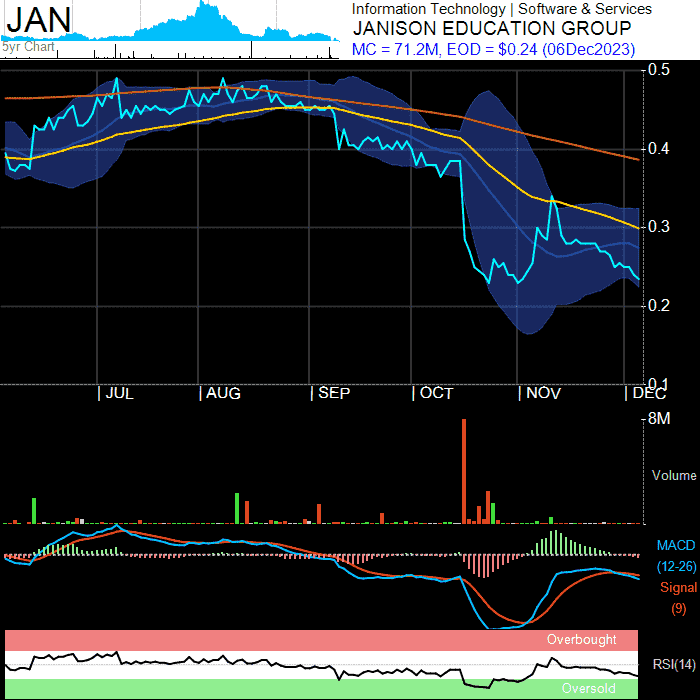 JAN
5yr Chart
Information Technology | Software & Services
JANISON EDUCATION GROUP
MC = 71.2M, EOD = $0.24 (06Dec2023)
0.5
0.4
0.3
0.2
0.1
| JUL | AUG | SEP | OCT | NOV | DEC
8M
Volume
MACD
(12-26)
Signal
(9)
Overbought
RSI(14)
Oversold